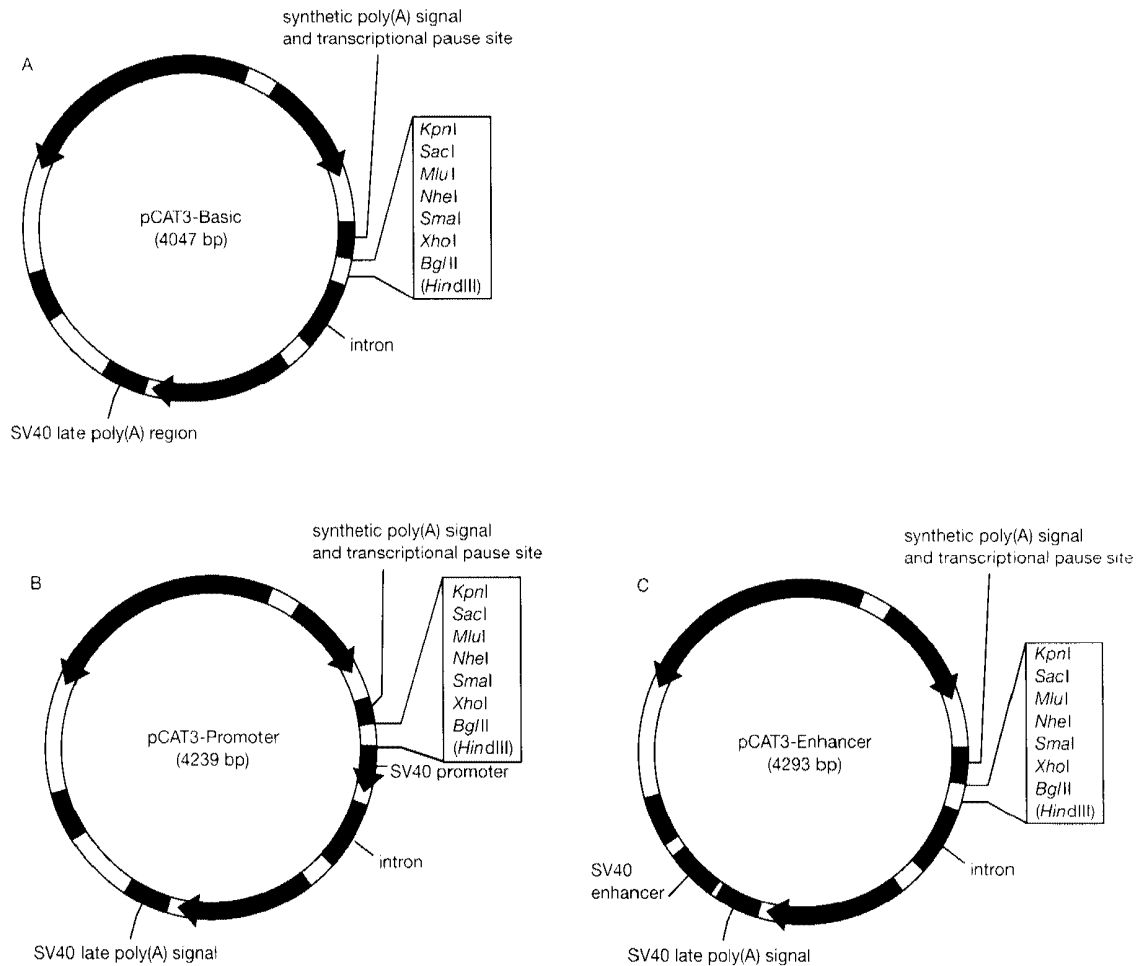 synthetic poly(A) signal
and transcriptional pause site
A
KpnI
SacI
MluI
NheI
SmaI
XhoI
BglII
(HindIII)
pCAT3-Basic
(4047 bp)
intron
SV40 late poly(A) region
synthetic poly(A) signal
and transcriptional pause site
B
KpnI
SacI
MluI
NheI
SmaI
XhoI
BglII
(HindIII)
pCAT3-Promoter
(4239 bp)
SV40 promoter
intron
SV40 late poly(A) signal
synthetic poly(A) signal
and transcriptional pause site
C
KpnI
SacI
MluI
NheI
SmaI
XhoI
BglII
(HindIII)
pCAT3-Enhancer
(4293 bp)
SV40
enhancer
intron
SV40 late poly(A) signal